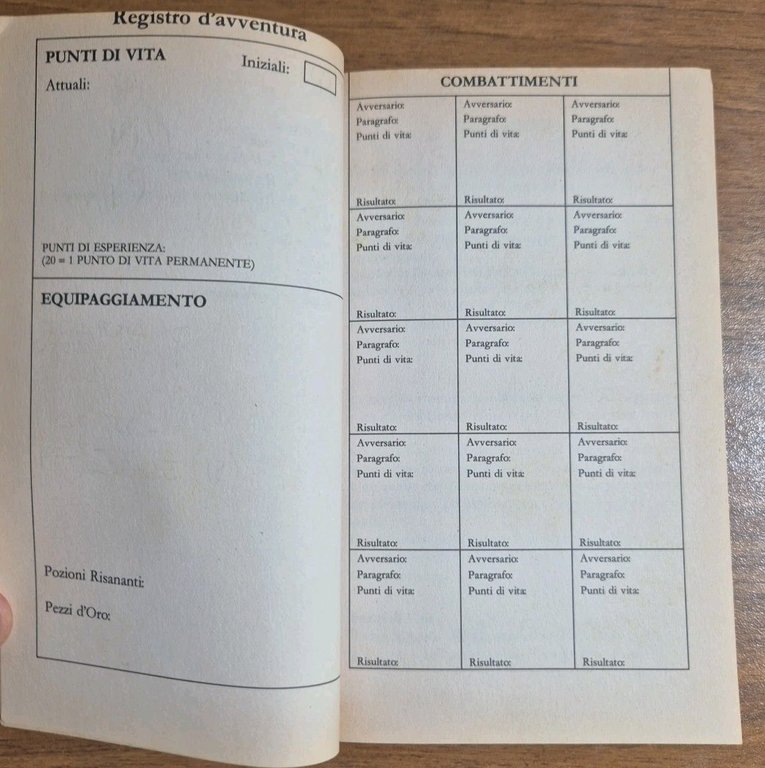 Registro d'avventura
PUNTI DI VITA
Iniziali:
Attuali:
PUNTI DI ESPERIENZA:
(20 = 1 PUNTO DI VITA PERMANENTE)
EQUIPAGGIAMENTO
Pozioni Risananti:
Pezzi d'Oro:
COMBATTIMENTI
Avversario: Avversario: Avversario:
Paragrafo: Paragrafo: Paragrafo:
Punti di vita: Punti di vita: Punti di vita:
Risultato: Risultato: Risultato:
Avversario: Avversario: Avversario:
Paragrafo: Paragrafo: Paragrafo:
Punti di vita: Punti di vita: Punti di vita:
Risultato: Risultato: Risultato:
Avversario: Avversario: Avversario:
Paragrafo: Paragrafo: Paragrafo:
Punti di vita: Punti di vita: Punti di vita:
Risultato: Risultato: Risultato:
Avversario: Avversario: Avversario:
Paragrafo: Paragrafo: Paragrafo:
Punti di vita: Punti di vita: Punti di vita:
Risultato: Risultato: Risultato:
Avversario: Avversario: Avversario:
Paragrafo: Paragrafo: Paragrafo:
Punti di vita: Punti di vita: Punti di vita:
Risultato: Risultato: Risultato: